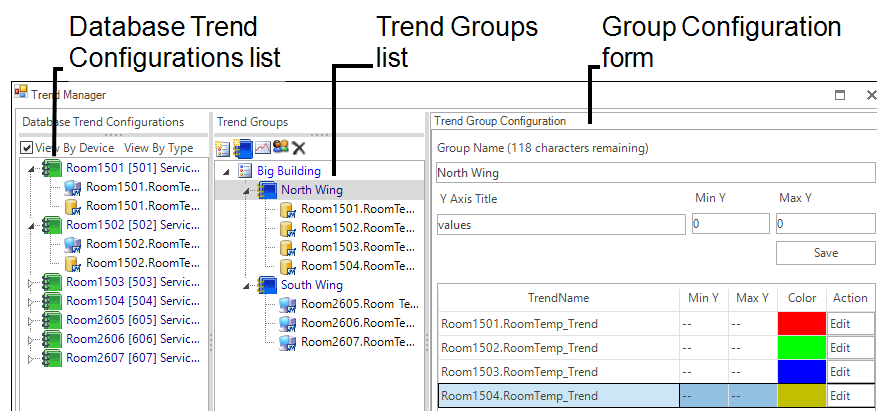 Database Trend
Configurations list
Trend Groups
list
Group Configuration
form
Trend Manager
Database Trend Configurations
View By Device View By Type
Room1501 [501] Servic...
Room1501.RoomTe...
Room1501.RoomTe...
Room1502 [502] Servic...
Room1502.RoomTe...
Room1502.RoomTe...
Room1503 [503] Servic...
Room1504 [504] Servic...
Room2605 [605] Servic...
Room2606 [606] Servic...
Room2607 [607] Servic...
Trend Groups
Big Building
North Wing
Room1501.RoomTe...
Room1502.RoomTe...
Room1503.RoomTe...
Room1504.RoomTe...
South Wing
Room2605.Room Te...
Room2606.RoomTe...
Room2607.RoomTe...
Trend Group Configuration
Group Name (118 characters remaining)
North Wing
Y Axis Title Min Y Max Y
values 0 0
Save
TrendName Min Y Max Y Color Action
Room1501.RoomTemp_Trend -- -- Edit
Room1502.RoomTemp_Trend -- -- Edit
Room1503.RoomTemp_Trend -- -- Edit
Room1504.RoomTemp_Trend -- -- Edit